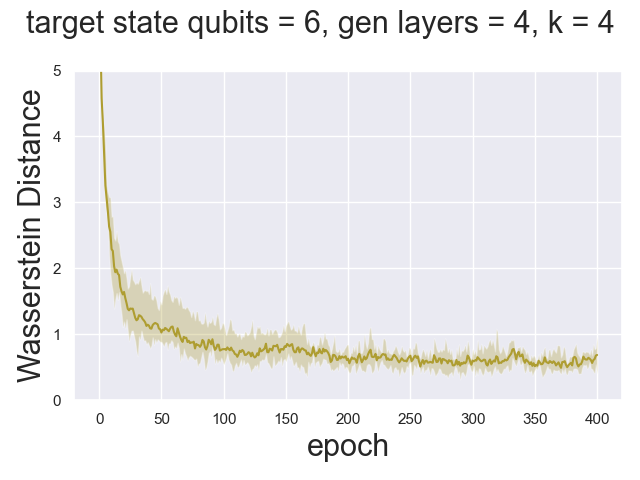 target state qubits = 6, gen layers = 4, k = 4
5
4
3
2
1
0
Wasserstein Distance
0 50 100 150 200 250 300 350 400
epoch